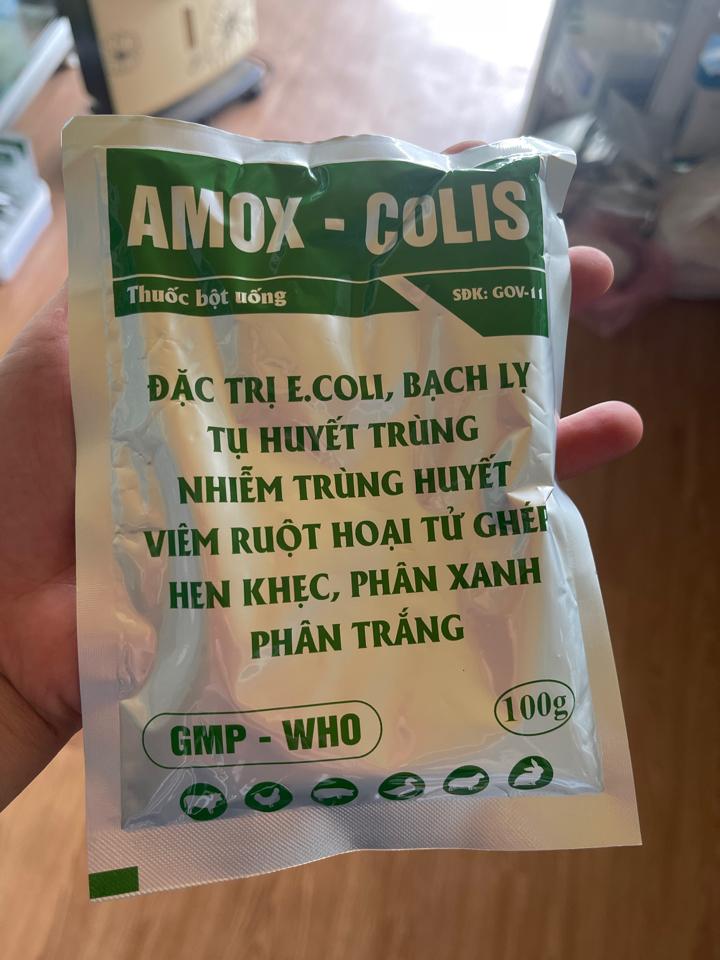 AMOX - COLIS
Thuốc bột uống
SĐK: GOV-11
ĐẶC TRỊ E.COLI, BẠCH LỴ
TỤ HUYẾT TRÙNG
NHIỄM TRÙNG HUYẾT
VIÊM RUỘT HOẠI TỬ GHÉP
HEN KHẸC, PHÂN XANH
PHÂN TRẮNG
GMP - WHO
100g